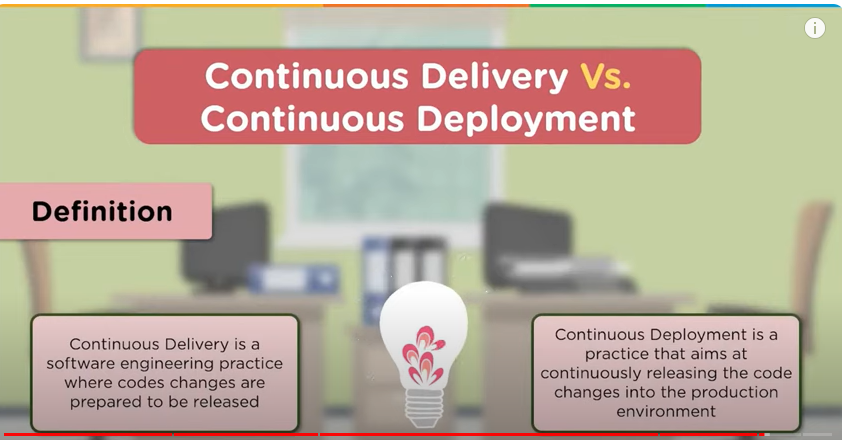 Continuous Delivery Vs.
Continuous Deployment
Definition
Continuous Delivery is a
software engineering practice
where codes changes are
prepared to be released
Continuous Deployment is a
practice that aims at
continuously releasing the code
changes into the production
environment